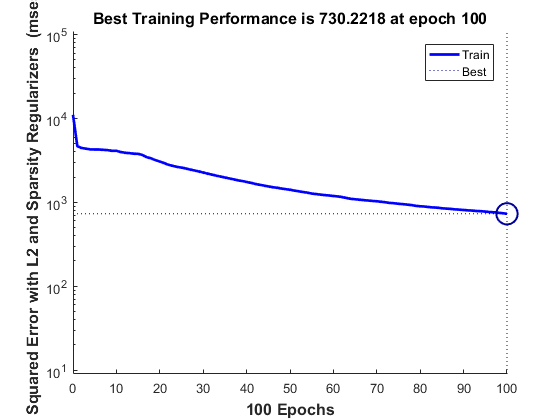 Best Training Performance is 730.2218 at epoch 100
Squared Error with L2 and Sparsity Regularizers (mse
10^5
10^4
10^3
10^2
10^1
Train
Best
0 10 20 30 40 50 60 70 80 90 100
100 Epochs